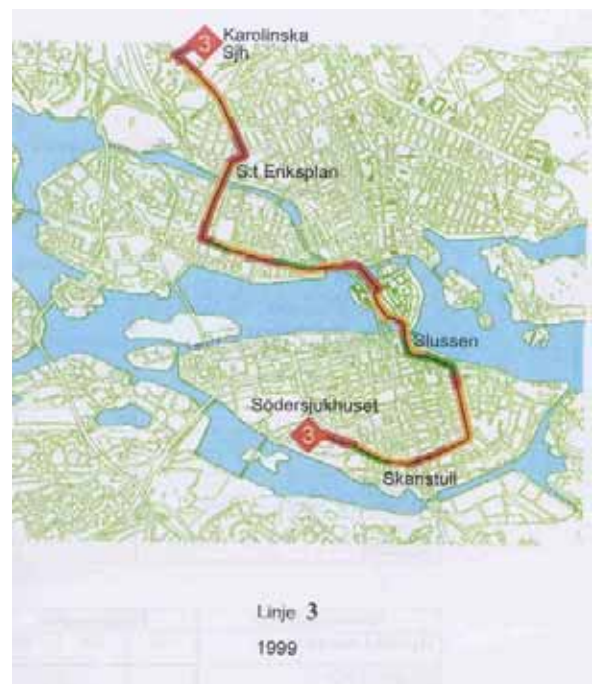 3
Karolinska
Sjh
S:t Eriksplan
Slussen
Södersjukhuset
3
Skanstull
Linje 3
1999